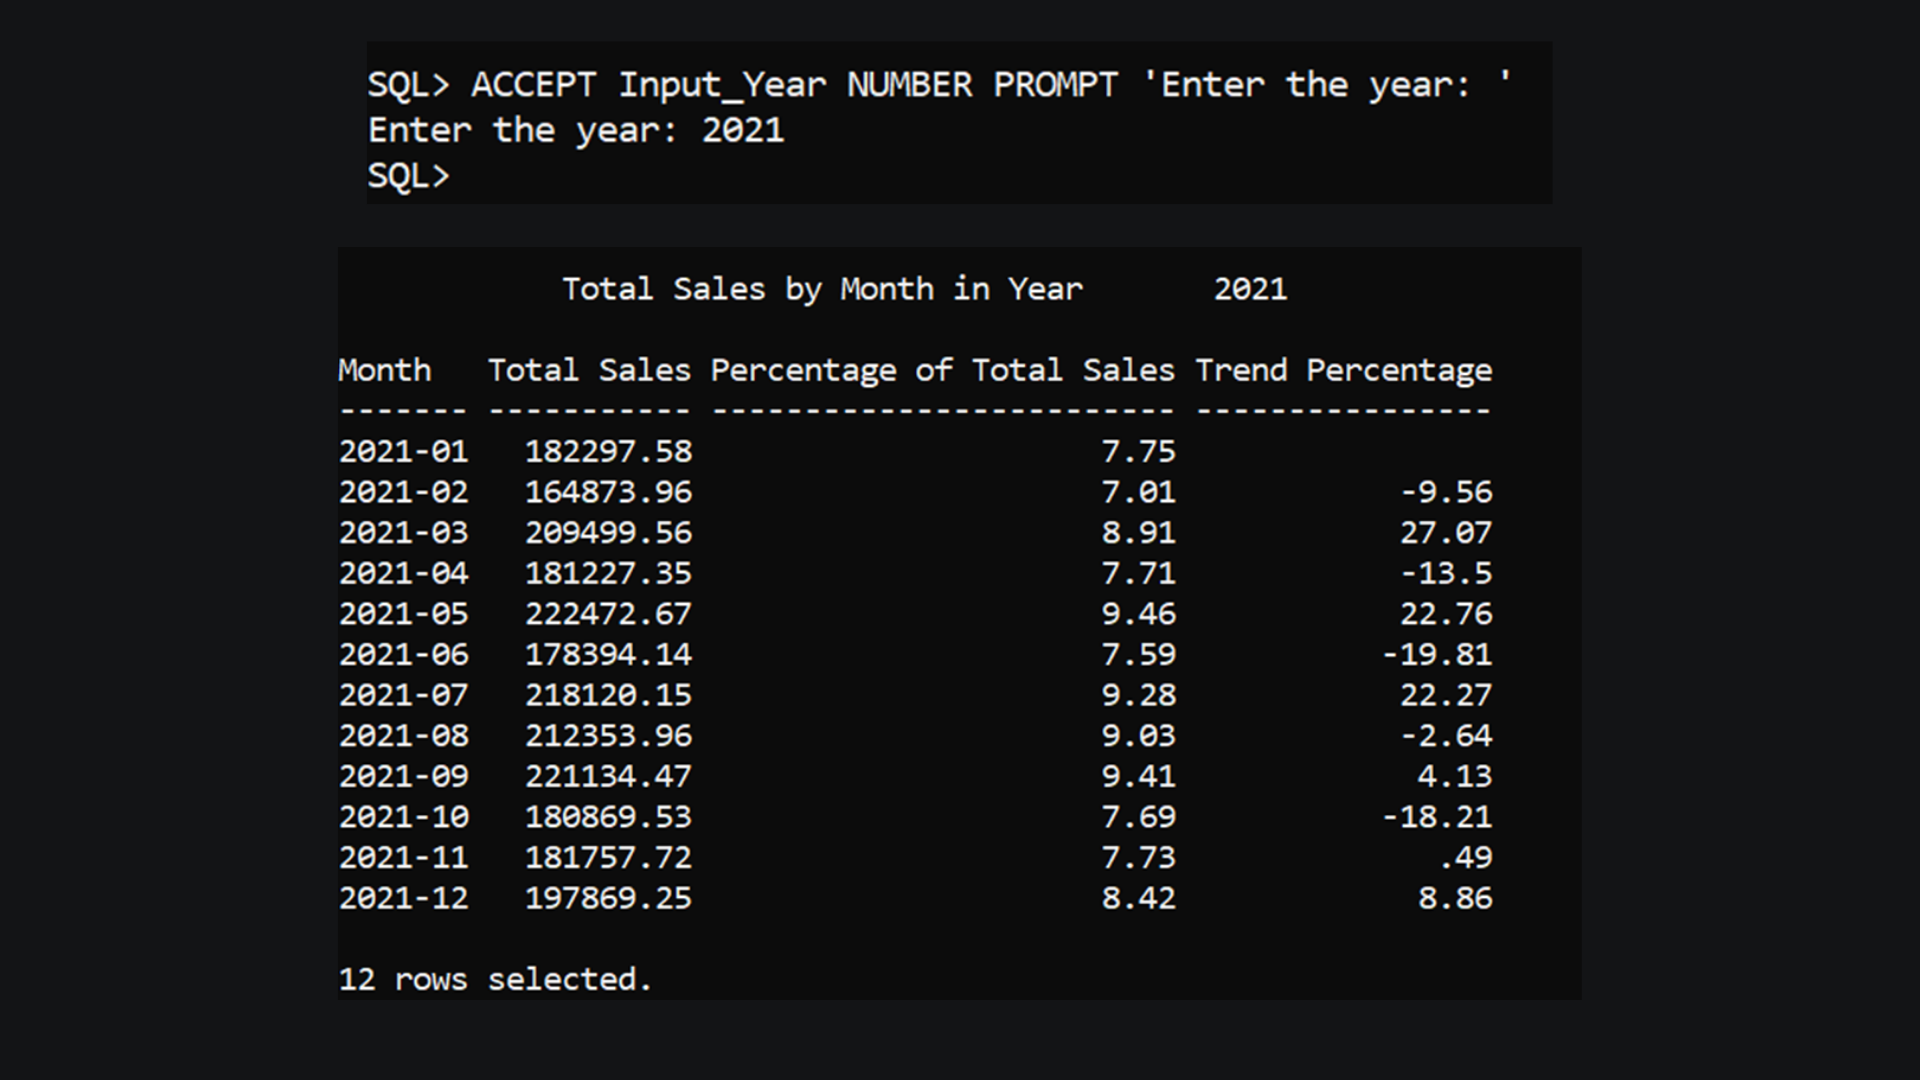 SQL> ACCEPT Input_Year NUMBER PROMPT 'Enter the year: '
Enter the year: 2021
SQL>
Total Sales by Month in Year       2021
Month   Total Sales Percentage of Total Sales Trend Percentage
------- ----------- ------------------------- ----------------
2021-01   182297.58                      7.75
2021-02   164873.96                      7.01            -9.56
2021-03   209499.56                      8.91            27.07
2021-04   181227.35                      7.71            -13.5
2021-05   222472.67                      9.46            22.76
2021-06   178394.14                      7.59           -19.81
2021-07   218120.15                      9.28            22.27
2021-08   212353.96                      9.03            -2.64
2021-09   221134.47                      9.41             4.13
2021-10   180869.53                      7.69           -18.21
2021-11   181757.72                      7.73              .49
2021-12   197869.25                      8.42             8.86
12 rows selected.